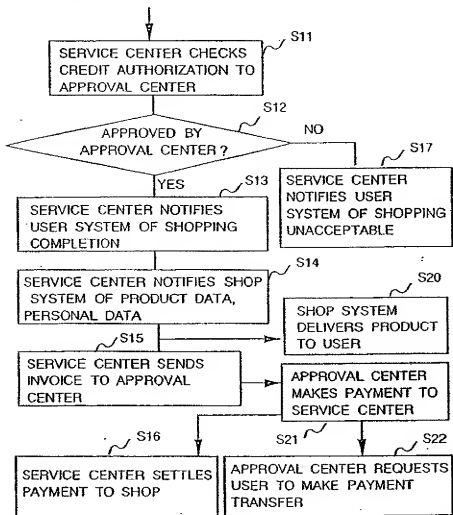 S11
SERVICE CENTER CHECKS
CREDIT AUTHORIZATION TO
APPROVAL CENTER
S12
APPROVED BY
APPROVAL CENTER ?
NO
YES
S17
SERVICE CENTER
NOTIFIES USER
SYSTEM OF SHOPPING
UNACCEPTABLE
S13
SERVICE CENTER NOTIFIES
USER SYSTEM OF SHOPPING
COMPLETION
S14
SERVICE CENTER NOTIFIES SHOP
SYSTEM OF PRODUCT DATA,
PERSONAL DATA
S20
SHOP SYSTEM
DELIVERS PRODUCT
TO USER
S15
SERVICE CENTER SENDS
INVOICE TO APPROVAL
CENTER
APPROVAL CENTER
MAKES PAYMENT TO
SERVICE CENTER
S21
S16
SERVICE CENTER SETTLES
PAYMENT TO SHOP
S22
APPROVAL CENTER REQUESTS
USER TO MAKE PAYMENT
TRANSFER